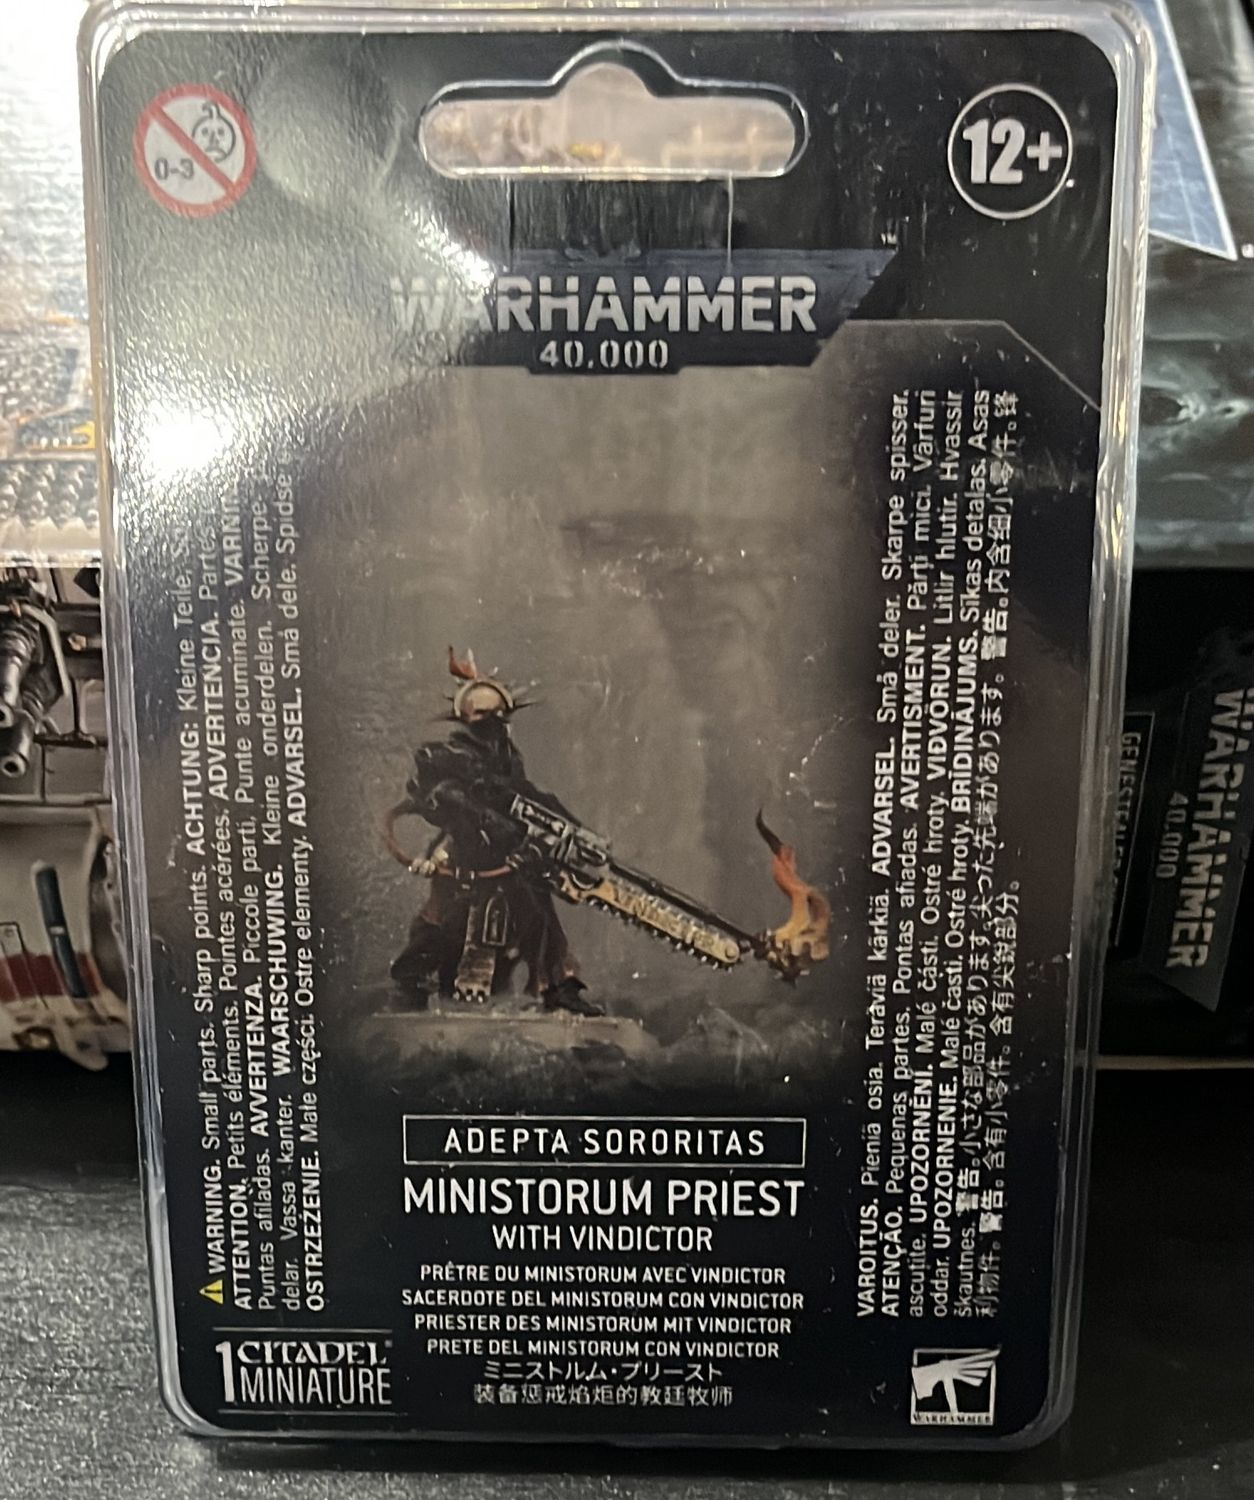 0-3
12+
WARHAMMER
40,000
⚠ WARNING. Small parts. Sharp points. ACHTUNG: Kleine Teile,
ATTENTION. Petits éléments. Pointes acérées. ADVERTENCIA. Partes
Puntas afiladas. AVVERTENZA. Piccole parti, Punte acuminate.
delar. Vassa kanter. WAARSCHUWING. Kleine onderdelen. Scherpe
OSTRZEŻENIE. Małe części. Ostre elementy. ADVARSEL. Små dele. Spidse
VAROITUS. Pieniä osia. Teräviä kärkiä. ADVARSEL. Små deler. Skarpe spisser.
ATENÇÃO. Pequenas partes. Pontas afiadas. AVERTISMENT. Părți mici. Vârfuri
ascuțite. UPOZORNĚNÍ. Malé části. Ostré hroty. VIÐVÖRUN. Litlir hlutir. Hvassir
oddar. UPOZORNENIE. Malé časti. Ostré hroty. BRĪDINĀJUMS. Sīkas detaļas. Asas
šķautnes. 警告。小さな部品があります。尖った先端があります。警告。内含细小零件。锋
利物件。警告。含有小零件。含有尖銳部分。
ADEPTA SORORITAS
MINISTORUM PRIEST
WITH VINDICTOR
PRÊTRE DU MINISTORUM AVEC VINDICTOR
SACERDOTE DEL MINISTORUM CON VINDICTOR
PRIESTER DES MINISTORUM MIT VINDICTOR
PRETE DEL MINISTORUM CON VINDICTOR
ミニストルム・プリースト
装备惩戒焰炬的教廷牧师
1 CITADEL
MINIATURE
WARHAMMER
WARHAMMER
40,000